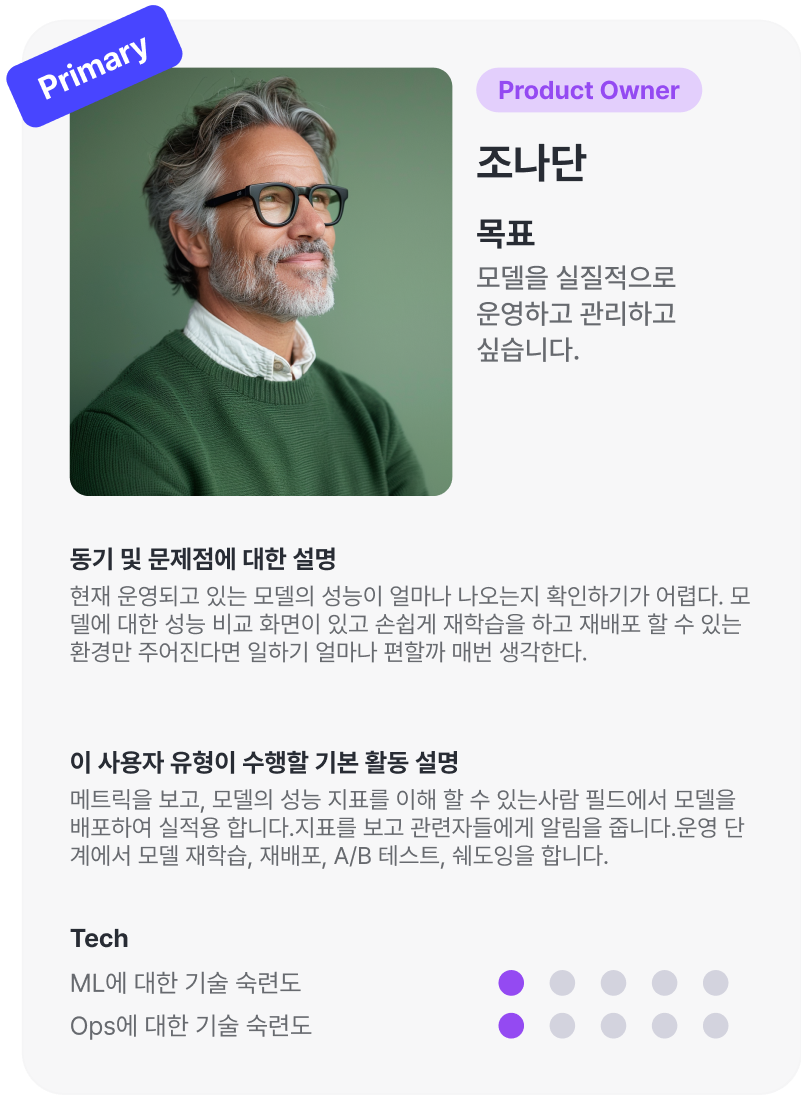 Primary
Product Owner
조나단
목표
모델을 실질적으로
운영하고 관리하고
싶습니다.
동기 및 문제점에 대한 설명
현재 운영되고 있는 모델의 성능이 얼마나 나오는지 확인하기가 어렵다. 모
델에 대한 성능 비교 화면이 있고 손쉽게 재학습을 하고 재배포 할 수 있는
환경만 주어진다면 일하기 얼마나 편할까 매번 생각한다.
이 사용자 유형이 수행할 기본 활동 설명
메트릭을 보고, 모델의 성능 지표를 이해 할 수 있는사람 필드에서 모델을
배포하여 실적용 합니다.지표를 보고 관련자들에게 알림을 줍니다.운영 단
계에서 모델 재학습, 재배포, A/B 테스트, 쉐도잉을 합니다.
Tech
ML에 대한 기술 숙련도
Ops에 대한 기술 숙련도